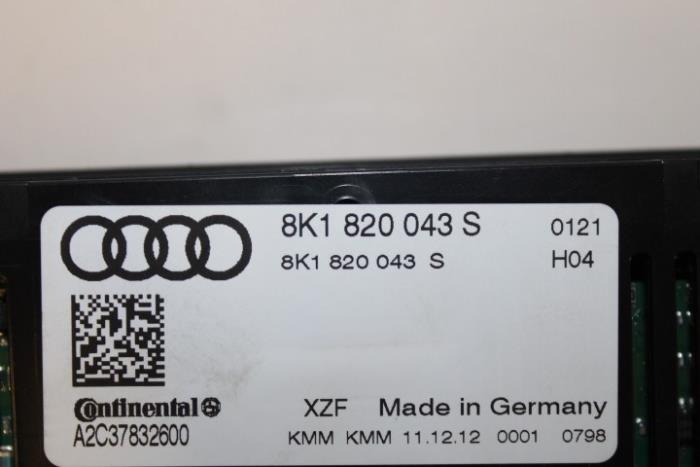 8K1 820 043 S 0121
8K1 820 043 S H04
Continental XZF Made in Germany
A2C37832600 KMM KMM 11.12.12 0001 0798